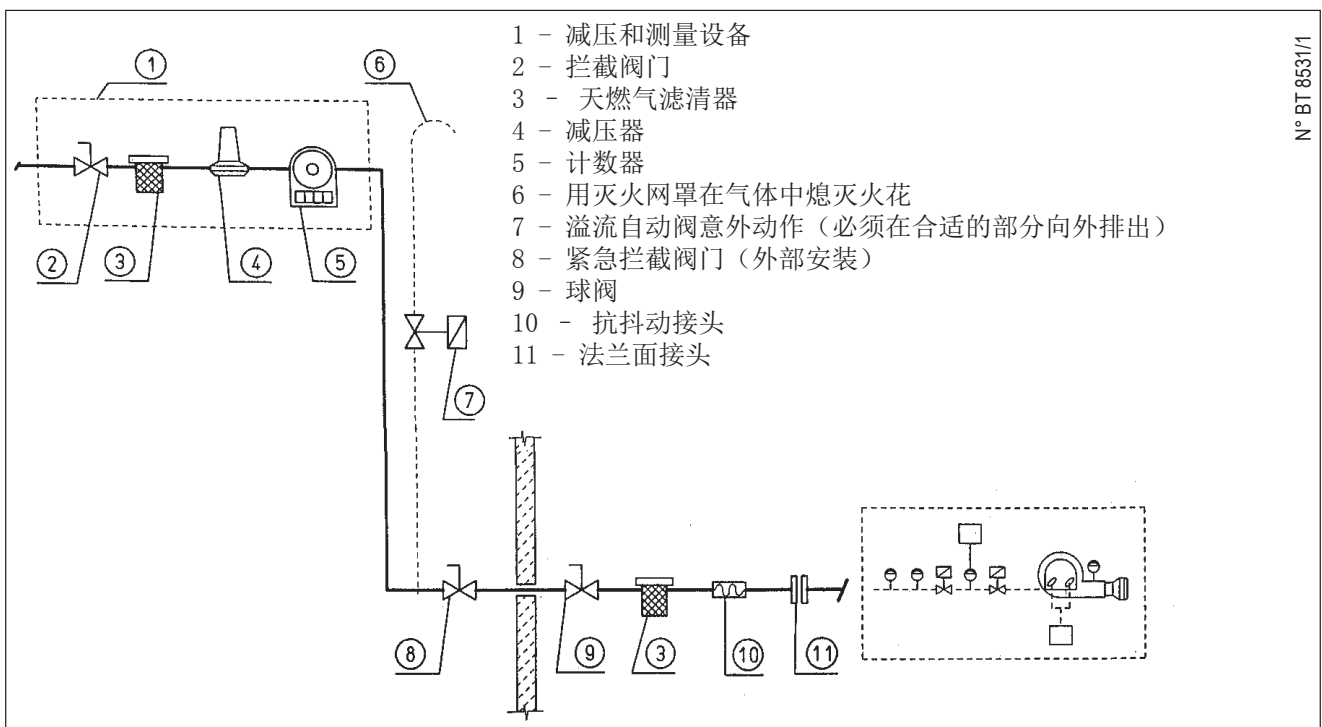 1 - 减压和测量设备
2 - 拦截阀门
3 - 天燃气滤清器
4 - 减压器
5 - 计数器
6 - 用灭火网罩在气体中熄灭火花
7 - 溢流自动阀意外动作（必须在合适的部分向外排出）
8 - 紧急拦截阀门（外部安装）
9 - 球阀
10 - 抗抖动接头
11 - 法兰面接头
N° BT 8531/1
1
6
2
3
4
5
7
8
9
3
10
11